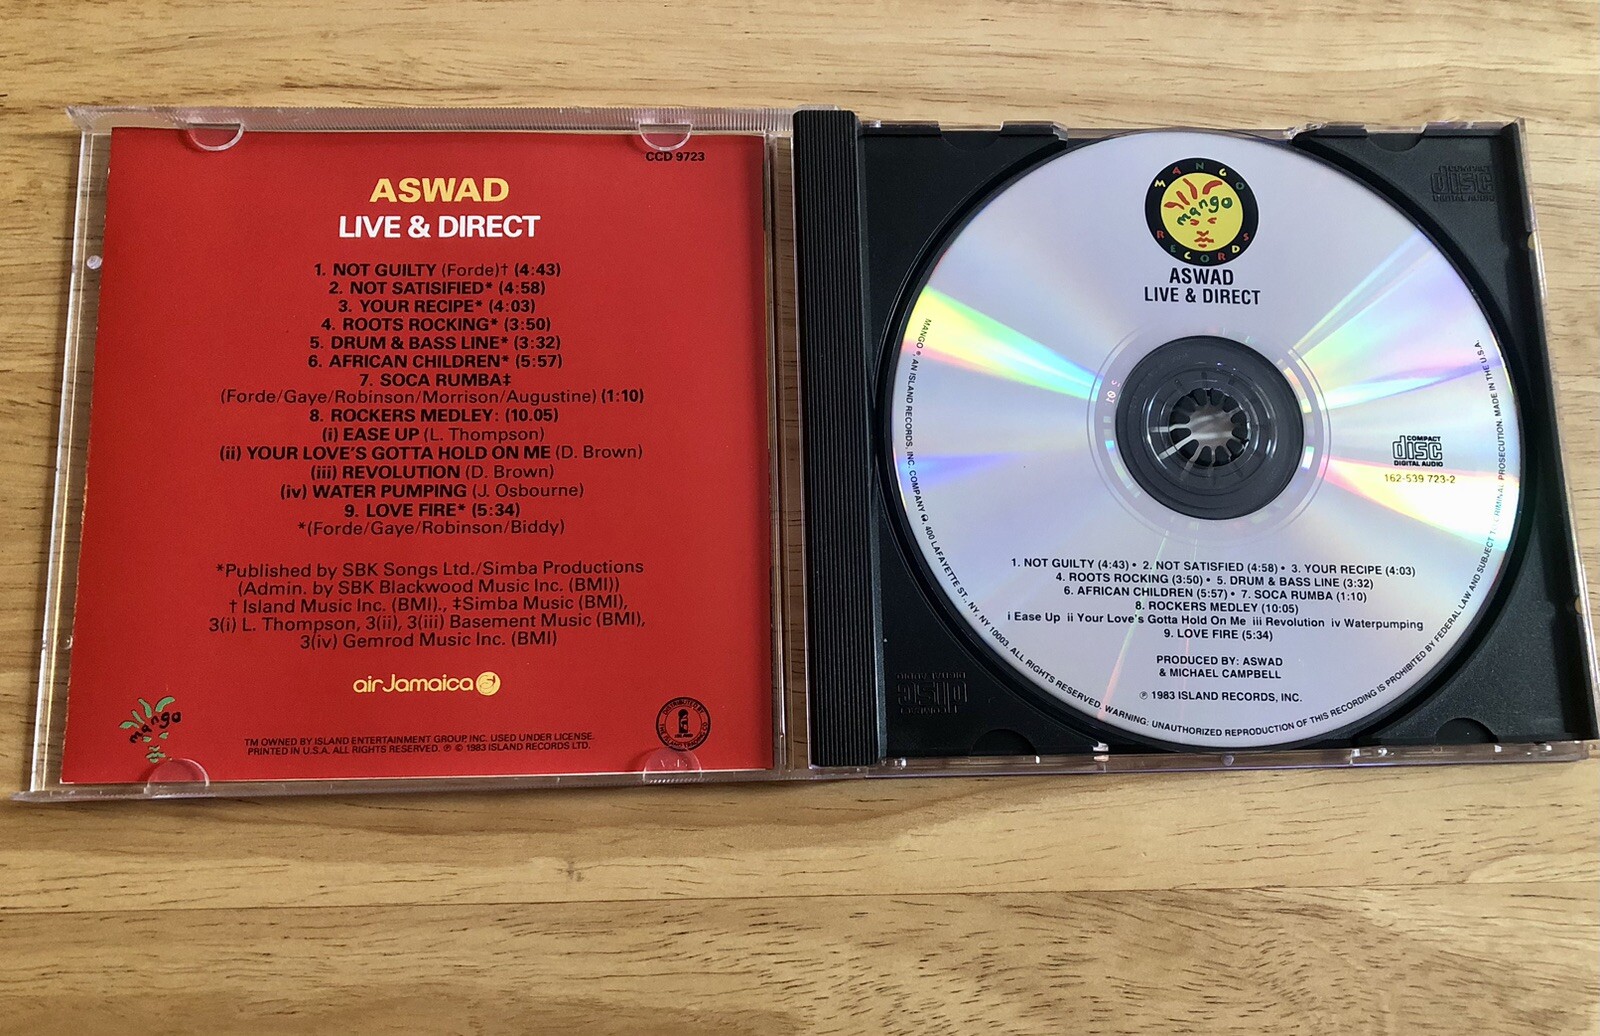 CCD 9723
ASWAD
LIVE & DIRECT
1. NOT GUILTY (Forde)† (4:43)
2. NOT SATISIFIED* (4:58)
3. YOUR RECIPE* (4:03)
4. ROOTS ROCKING* (3:50)
5. DRUM & BASS LINE* (3:32)
6. AFRICAN CHILDREN* (5:57)
7. SOCA RUMBA‡
(Forde/Gaye/Robinson/Morrison/Augustine) (1:10)
8. ROCKERS MEDLEY: (10.05)
(i) EASE UP (L. Thompson)
(ii) YOUR LOVE'S GOTTA HOLD ON ME (D. Brown)
(iii) REVOLUTION (D. Brown)
(iv) WATER PUMPING (J. Osbourne)
9. LOVE FIRE* (5:34)
*(Forde/Gaye/Robinson/Biddy)
*Published by SBK Songs Ltd./Simba Productions
(Admin. by SBK Blackwood Music Inc. (BMI))
† Island Music Inc. (BMI)., ‡Simba Music (BMI),
3(i) L. Thompson, 3(ii), 3(iii) Basement Music (BMI),
3(iv) Gemrod Music Inc. (BMI)
air Jamaica
mango
TM OWNED BY ISLAND ENTERTAINMENT GROUP INC. USED UNDER LICENSE.
PRINTED IN U.S.A. ALL RIGHTS RESERVED. ℗ © 1983 ISLAND RECORDS LTD.
DISTRIBUTED BY
ISLAND
MANGO RECORDS
mango
ASWAD
LIVE & DIRECT
COMPACT
disc
DIGITAL AUDIO
162-539 723-2
1. NOT GUILTY (4:43) • 2. NOT SATISFIED (4:58) • 3. YOUR RECIPE (4:03)
4. ROOTS ROCKING (3:50) • 5. DRUM & BASS LINE (3:32)
6. AFRICAN CHILDREN (5:57) • 7. SOCA RUMBA (1:10)
8. ROCKERS MEDLEY (10:05)
i Ease Up ii Your Love's Gotta Hold On Me iii Revolution iv Waterpumping
9. LOVE FIRE (5:34)
PRODUCED BY: ASWAD
& MICHAEL CAMPBELL
℗ 1983 ISLAND RECORDS, INC.
MANGO ®, AN ISLAND RECORDS, INC. COMPANY, 400 LAFAYETTE ST., NY, NY 10003. ALL RIGHTS RESERVED. WARNING: UNAUTHORIZED REPRODUCTION OF THIS RECORDING IS PROHIBITED BY FEDERAL LAW AND SUBJECT TO CRIMINAL PROSECUTION. MADE IN THE U.S.A.
COMPACT
disc
DIGITAL AUDIO